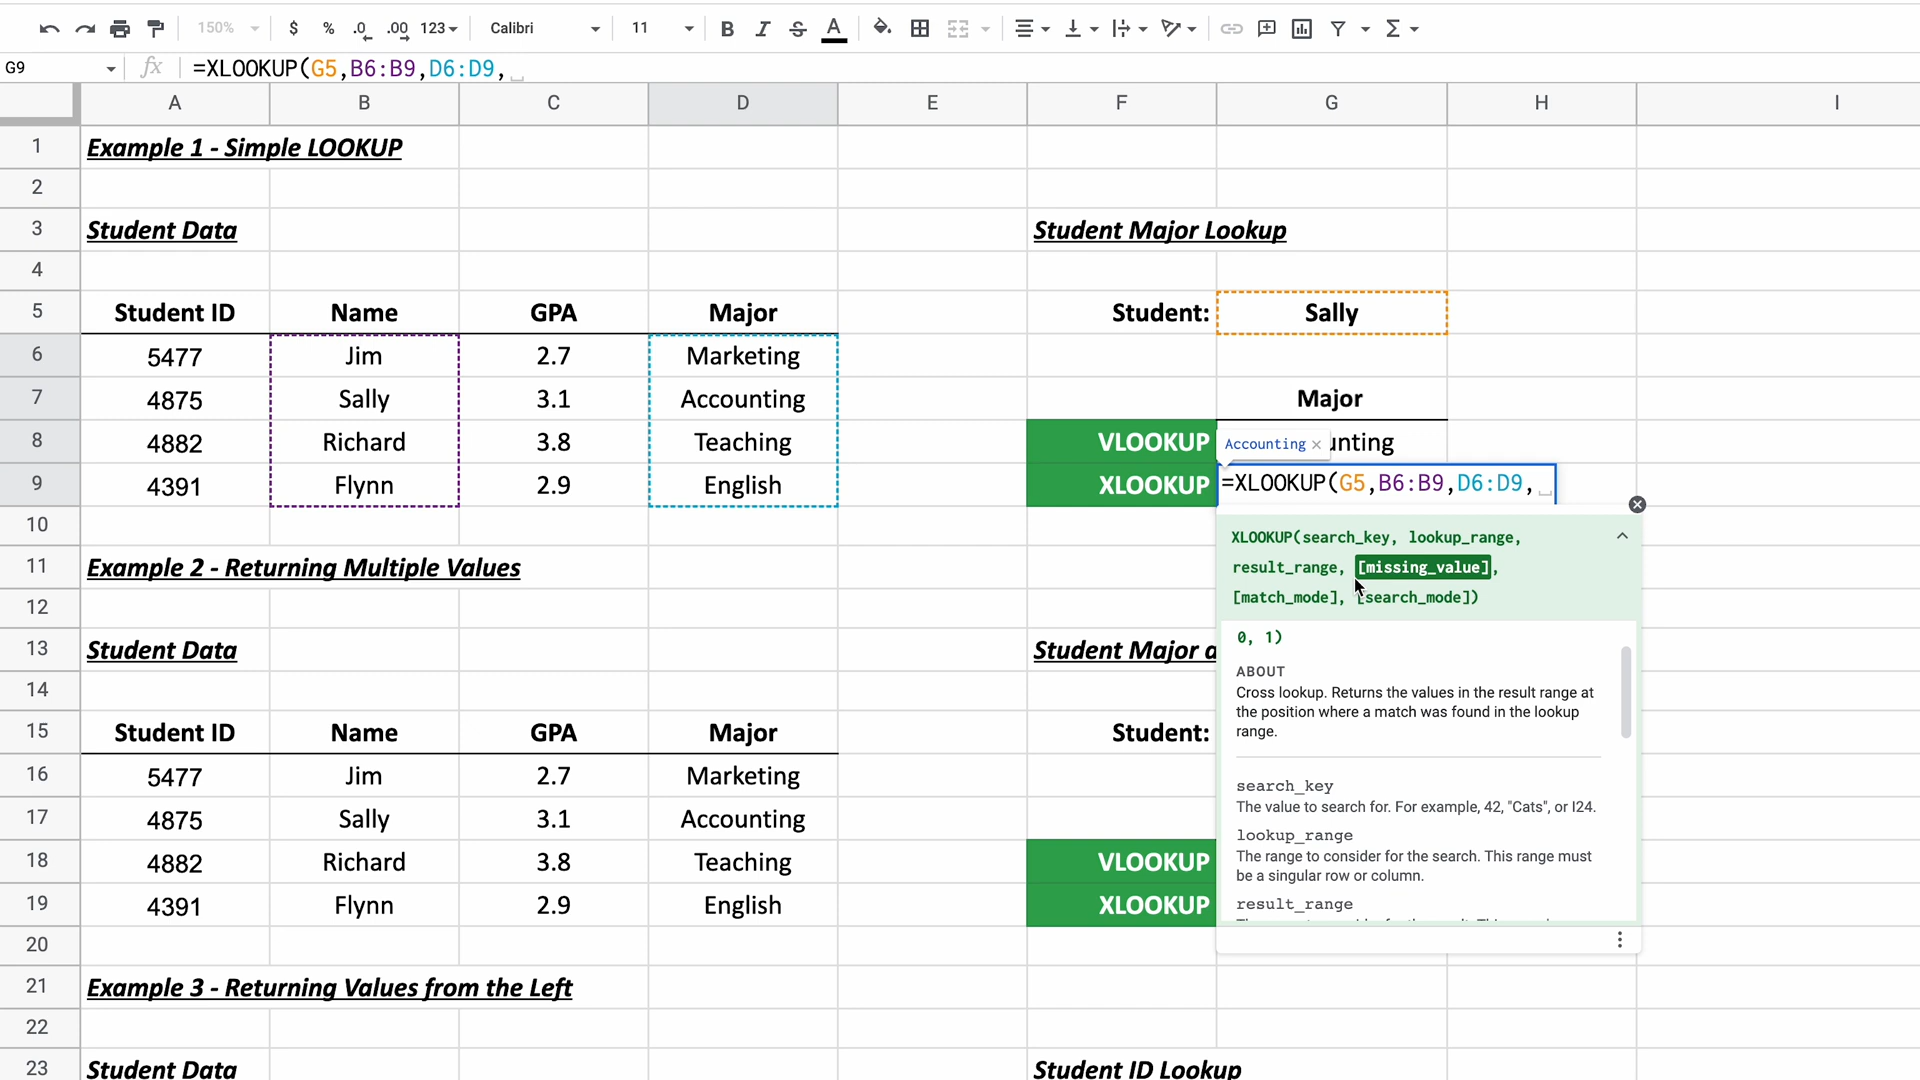 150% $ % .0 .00 123 Calibri 11 B I S A
G9 fx =XLOOKUP(G5,B6:B9,D6:D9,
A B C D E F G H I
1 Example 1 - Simple LOOKUP
2
3 Student Data Student Major Lookup
4
5 Student ID Name GPA Major Student: Sally
6 5477 Jim 2.7 Marketing
7 4875 Sally 3.1 Accounting Major
8 4882 Richard 3.8 Teaching VLOOKUP Accounting × unting
9 4391 Flynn 2.9 English XLOOKUP =XLOOKUP(G5,B6:B9,D6:D9,
10
11 Example 2 - Returning Multiple Values
12
13 Student Data Student Major a
14
15 Student ID Name GPA Major Student:
16 5477 Jim 2.7 Marketing
17 4875 Sally 3.1 Accounting
18 4882 Richard 3.8 Teaching VLOOKUP
19 4391 Flynn 2.9 English XLOOKUP
20
21 Example 3 - Returning Values from the Left
22
23 Student Data Student ID Lookup
XLOOKUP(search_key, lookup_range,
result_range, [missing_value],
[match_mode], [search_mode])
0, 1)
ABOUT
Cross lookup. Returns the values in the result range at
the position where a match was found in the lookup
range.
search_key
The value to search for. For example, 42, "Cats", or I24.
lookup_range
The range to consider for the search. This range must
be a singular row or column.
result_range